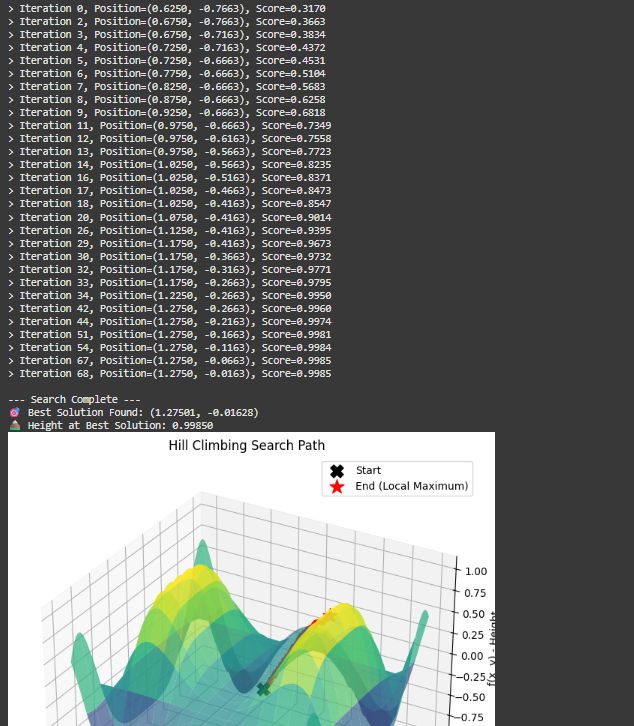 > Iteration 0, Position=(0.6250, -0.7663), Score=0.3170
> Iteration 2, Position=(0.6750, -0.7663), Score=0.3663
> Iteration 3, Position=(0.6750, -0.7163), Score=0.3834
> Iteration 4, Position=(0.7250, -0.7163), Score=0.4372
> Iteration 5, Position=(0.7250, -0.6663), Score=0.4531
> Iteration 6, Position=(0.7750, -0.6663), Score=0.5104
> Iteration 7, Position=(0.8250, -0.6663), Score=0.5683
> Iteration 8, Position=(0.8750, -0.6663), Score=0.6258
> Iteration 9, Position=(0.9250, -0.6663), Score=0.6818
> Iteration 11, Position=(0.9750, -0.6663), Score=0.7349
> Iteration 12, Position=(0.9750, -0.6163), Score=0.7558
> Iteration 13, Position=(0.9750, -0.5663), Score=0.7723
> Iteration 14, Position=(1.0250, -0.5663), Score=0.8235
> Iteration 16, Position=(1.0250, -0.5163), Score=0.8371
> Iteration 17, Position=(1.0250, -0.4663), Score=0.8473
> Iteration 18, Position=(1.0250, -0.4163), Score=0.8547
> Iteration 20, Position=(1.0750, -0.4163), Score=0.9014
> Iteration 26, Position=(1.1250, -0.4163), Score=0.9395
> Iteration 29, Position=(1.1750, -0.4163), Score=0.9673
> Iteration 30, Position=(1.1750, -0.3663), Score=0.9732
> Iteration 32, Position=(1.1750, -0.3163), Score=0.9771
> Iteration 33, Position=(1.1750, -0.2663), Score=0.9795
> Iteration 34, Position=(1.2250, -0.2663), Score=0.9950
> Iteration 42, Position=(1.2750, -0.2663), Score=0.9960
> Iteration 44, Position=(1.2750, -0.2163), Score=0.9974
> Iteration 51, Position=(1.2750, -0.1663), Score=0.9981
> Iteration 54, Position=(1.2750, -0.1163), Score=0.9984
> Iteration 67, Position=(1.2750, -0.0663), Score=0.9985
> Iteration 68, Position=(1.2750, -0.0163), Score=0.9985
--- Search Complete ---
🎯 Best Solution Found: (1.27501, -0.01628)
⛰️ Height at Best Solution: 0.99850
Hill Climbing Search Path
Start
End (Local Maximum)
1.00
0.75
0.50
0.25
0.00
−0.25
−0.50
−0.75
f(x, y) - Height